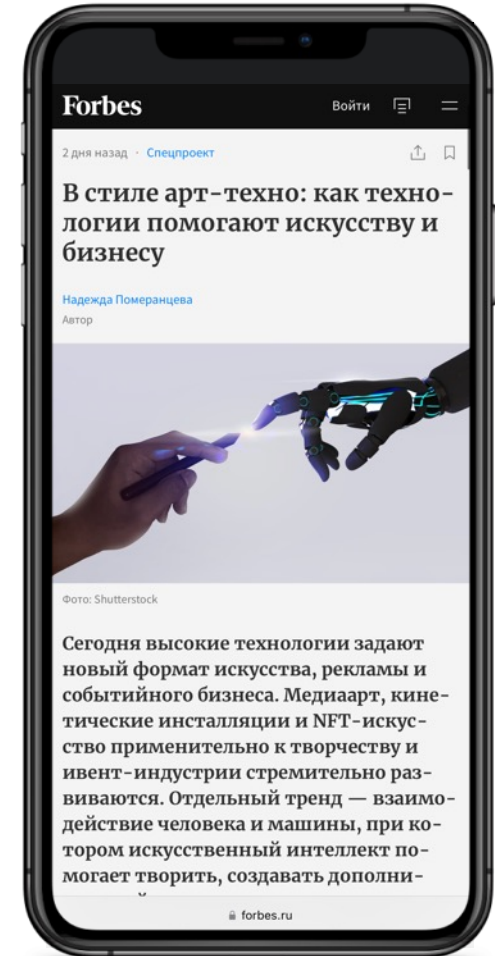 Forbes
Войти
2 дня назад · Спецпроект
В стиле арт-техно: как техно-
логии помогают искусству и
бизнесу
Надежда Померанцева
Автор
Фото: Shutterstock
Сегодня высокие технологии задают
новый формат искусства, рекламы и
событийного бизнеса. Медиаарт, кине-
тические инсталляции и NFT-искус-
ство применительно к творчеству и
ивент-индустрии стремительно раз-
виваются. Отдельный тренд — взаимо-
действие человека и машины, при ко-
тором искусственный интеллект по-
могает творить, создавать дополни-
forbes.ru